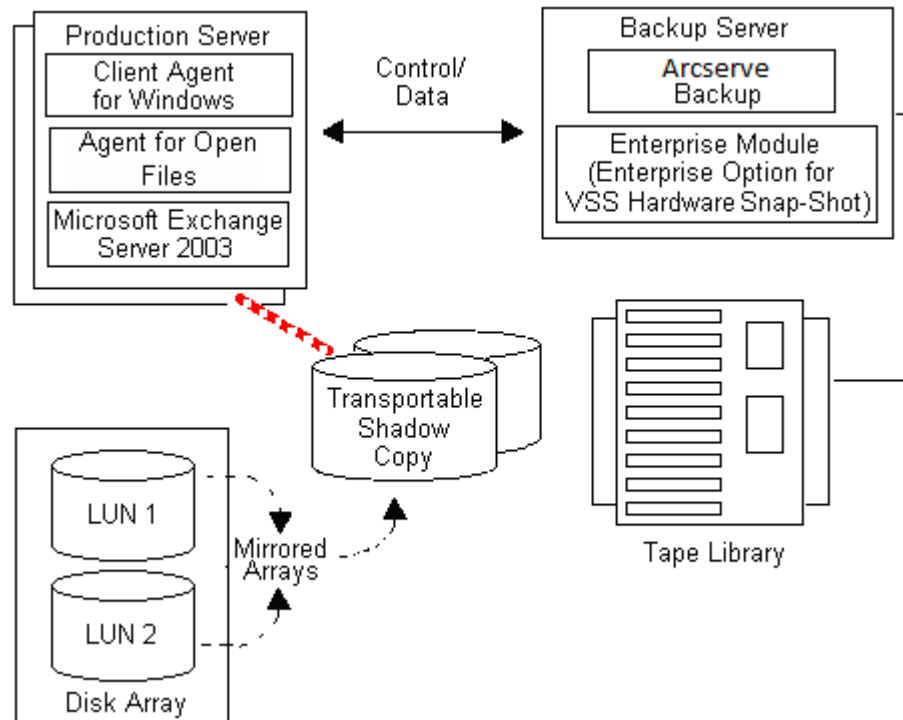 Production Server
Client Agent
for Windows
Agent for Open
Files
Microsoft Exchange
Server 2003
Control/
Data
Backup Server
Arcserve
Backup
Enterprise Module
(Enterprise Option for
VSS Hardware Snap-Shot)
Transportable
Shadow
Copy
LUN 1
LUN 2
Mirrored
Arrays
Disk Array
Tape Library